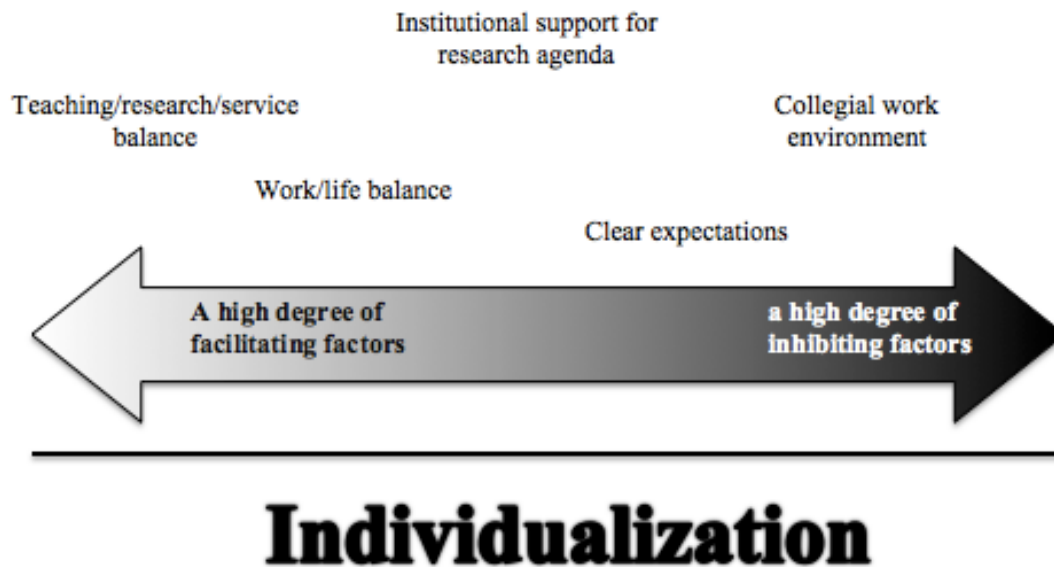 Institutional support for
research agenda
Teaching/research/service
balance
Collegial work
environment
Work/life balance
Clear expectations
A high degree of
facilitating factors
a high degree of
inhibiting factors
Individualization